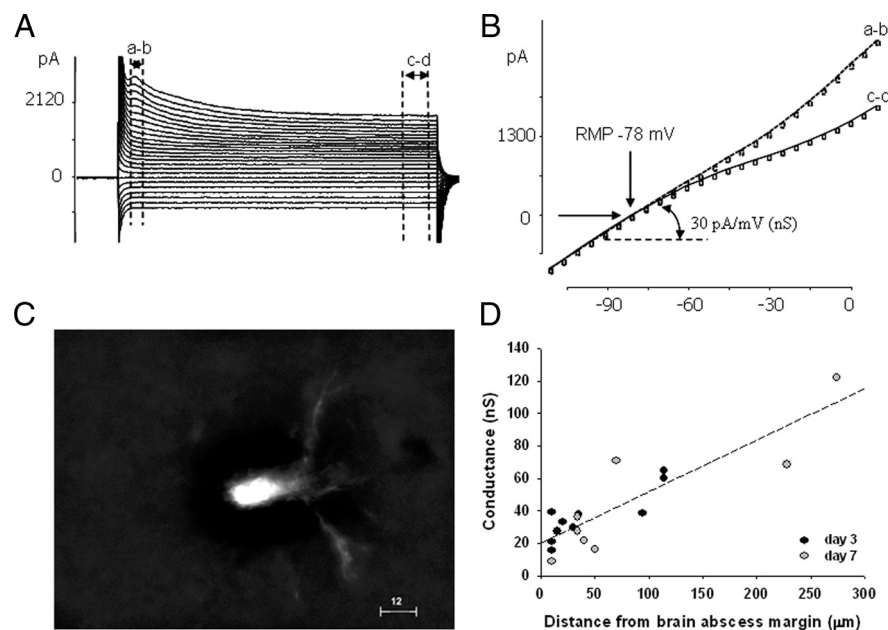 A
a-b
c-d
pA
2120
0
B
a-b
c-d
pA
1300
RMP -78 mV
0
30 pA/mV (nS)
-90
-60
-30
0
C
12
D
140
120
100
80
60
40
20
0
Conductance (nS)
day 3
day 7
0
50
100
150
200
250
300
Distance from brain abscess margin (µm)